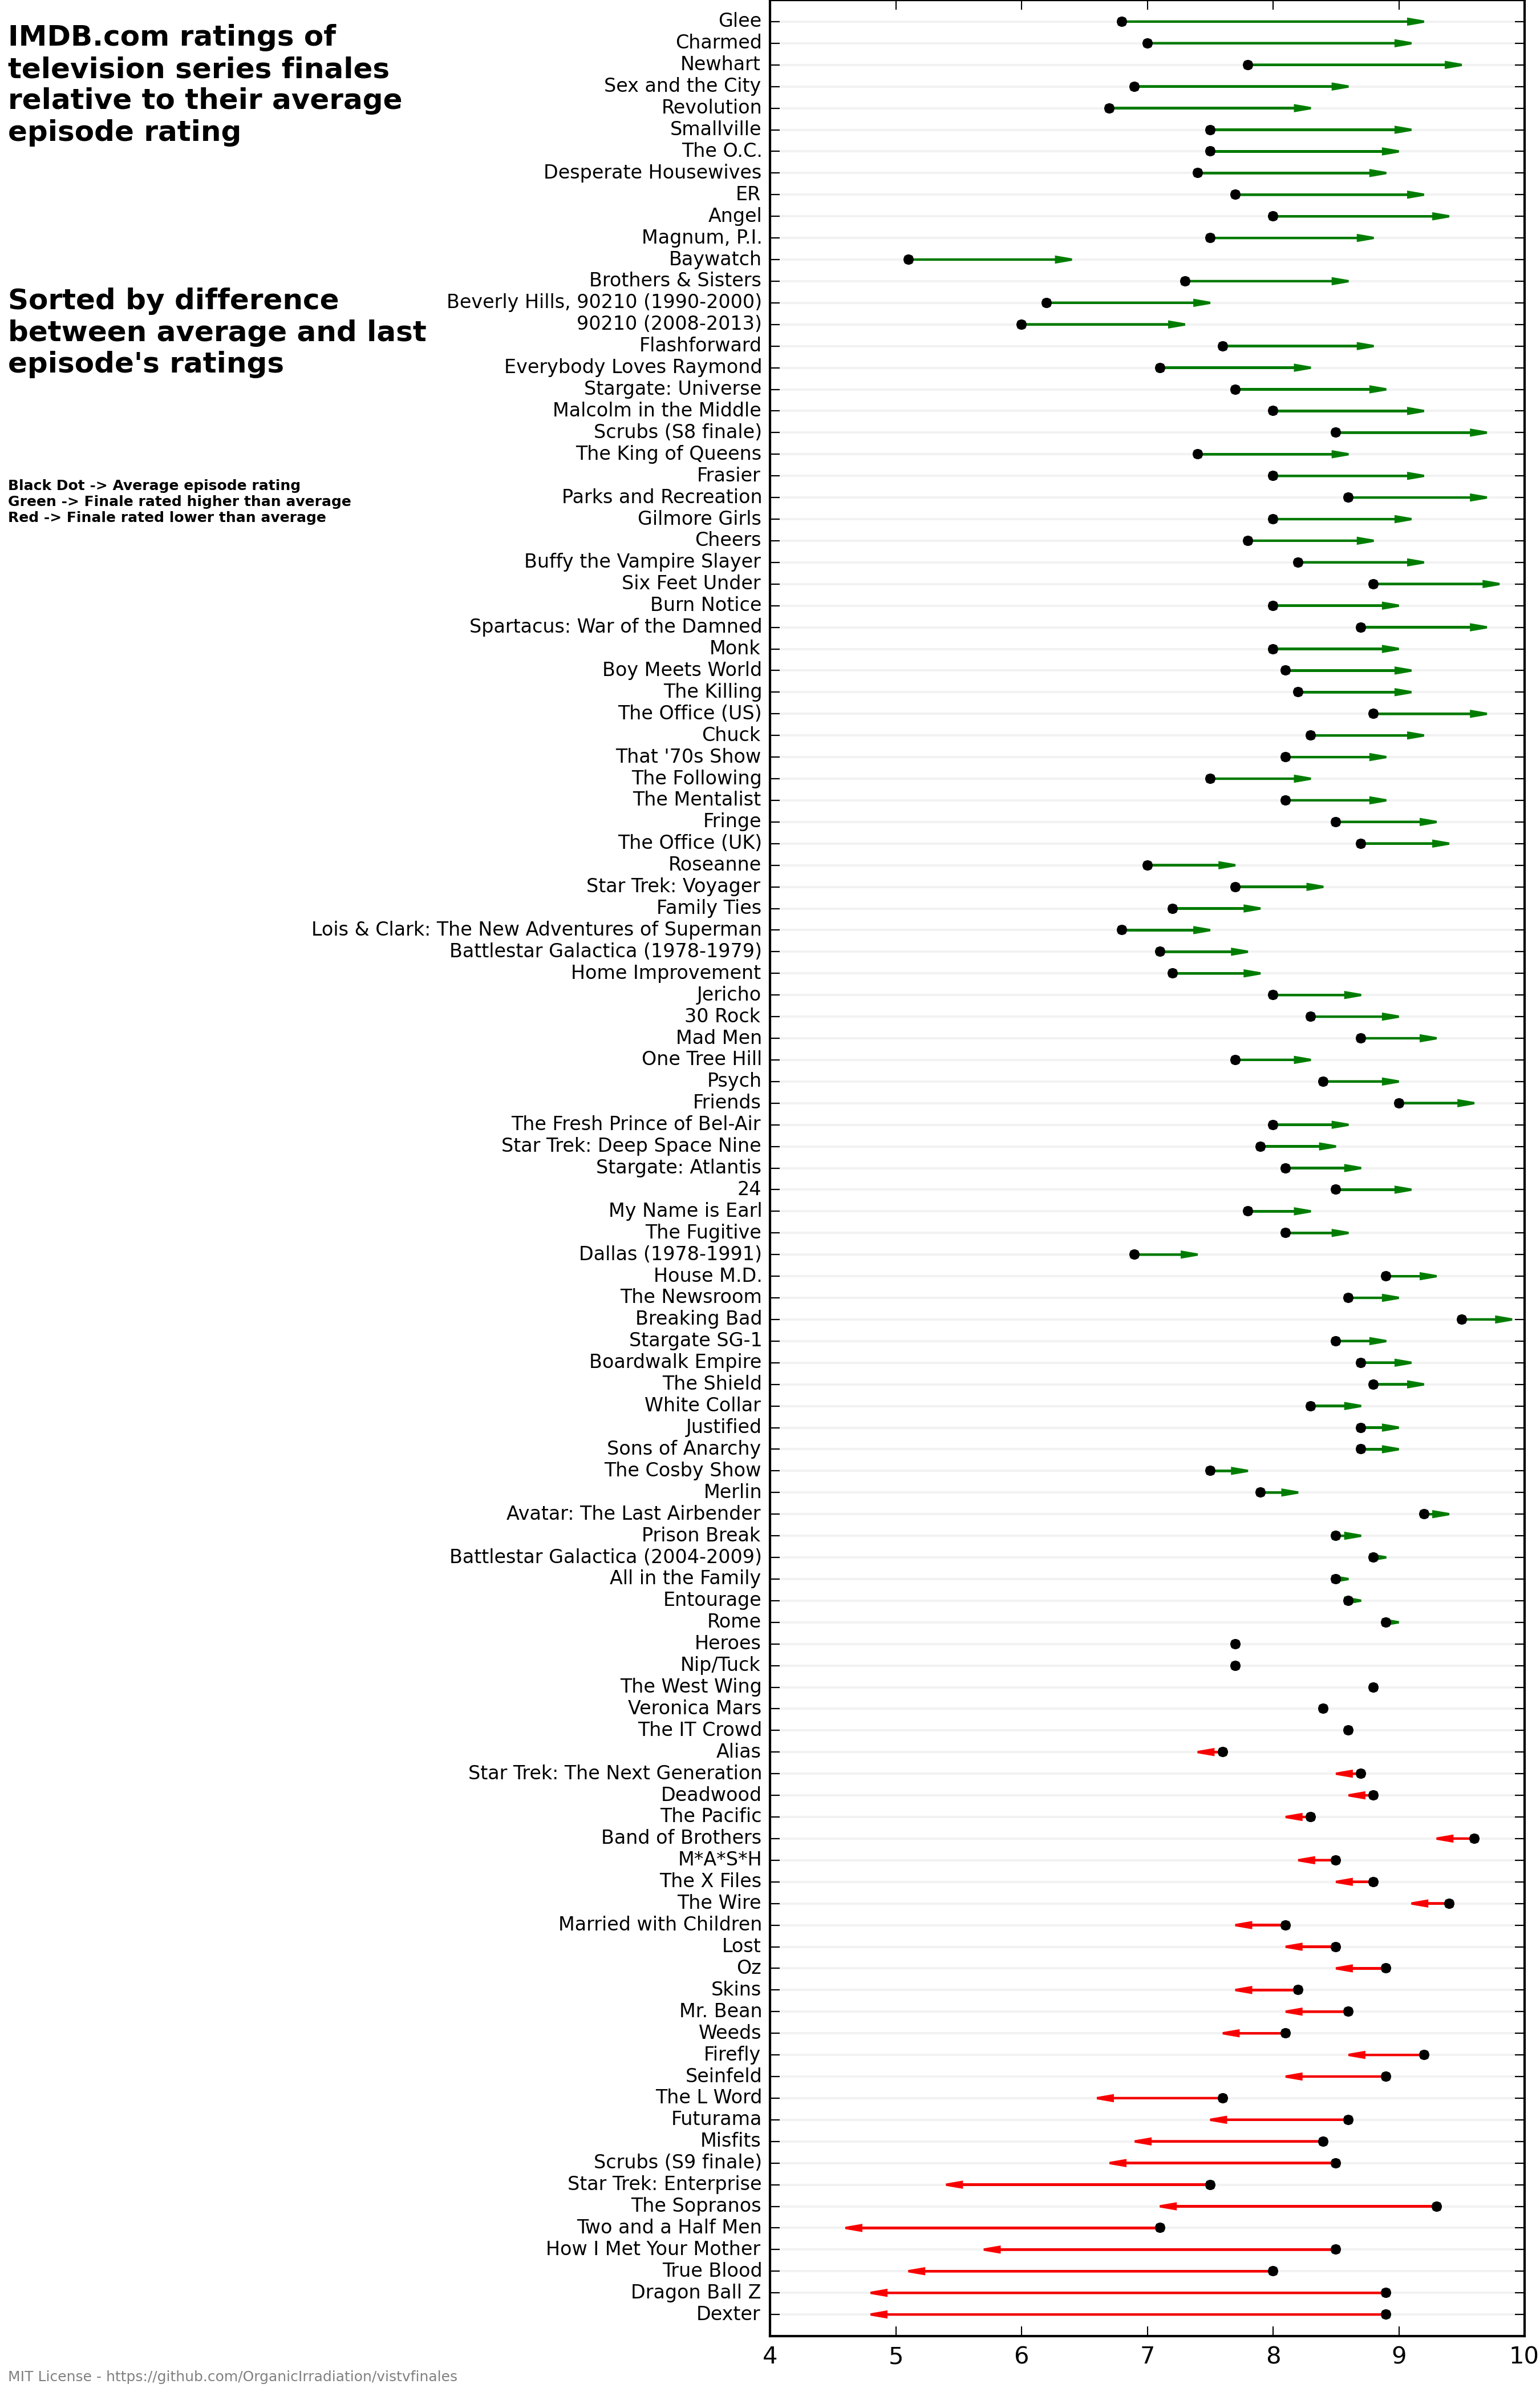 IMDB.com ratings of
television series finales
relative to their average
episode rating
Sorted by difference
between average and last
episode's ratings
Black Dot -> Average episode rating
Green -> Finale rated higher than average
Red -> Finale rated lower than average
Glee
Charmed
Newhart
Sex and the City
Revolution
Smallville
The O.C.
Desperate Housewives
ER
Angel
Magnum, P.I.
Baywatch
Brothers & Sisters
Beverly Hills, 90210 (1990-2000)
90210 (2008-2013)
Flashforward
Everybody Loves Raymond
Stargate: Universe
Malcolm in the Middle
Scrubs (S8 finale)
The King of Queens
Frasier
Parks and Recreation
Gilmore Girls
Cheers
Buffy the Vampire Slayer
Six Feet Under
Burn Notice
Spartacus: War of the Damned
Monk
Boy Meets World
The Killing
The Office (US)
Chuck
That '70s Show
The Following
The Mentalist
Fringe
The Office (UK)
Roseanne
Star Trek: Voyager
Family Ties
Lois & Clark: The New Adventures of Superman
Battlestar Galactica (1978-1979)
Home Improvement
Jericho
30 Rock
Mad Men
One Tree Hill
Psych
Friends
The Fresh Prince of Bel-Air
Star Trek: Deep Space Nine
Stargate: Atlantis
24
My Name is Earl
The Fugitive
Dallas (1978-1991)
House M.D.
The Newsroom
Breaking Bad
Stargate SG-1
Boardwalk Empire
The Shield
White Collar
Justified
Sons of Anarchy
The Cosby Show
Merlin
Avatar: The Last Airbender
Prison Break
Battlestar Galactica (2004-2009)
All in the Family
Entourage
Rome
Heroes
Nip/Tuck
The West Wing
Veronica Mars
The IT Crowd
Alias
Star Trek: The Next Generation
Deadwood
The Pacific
Band of Brothers
M*A*S*H
The X Files
The Wire
Married with Children
Lost
Oz
Skins
Mr. Bean
Weeds
Firefly
Seinfeld
The L Word
Futurama
Misfits
Scrubs (S9 finale)
Star Trek: Enterprise
The Sopranos
Two and a Half Men
How I Met Your Mother
True Blood
Dragon Ball Z
Dexter
4 5 6 7 8 9 10
MIT License - https://github.com/OrganicIrradiation/vistvfinales